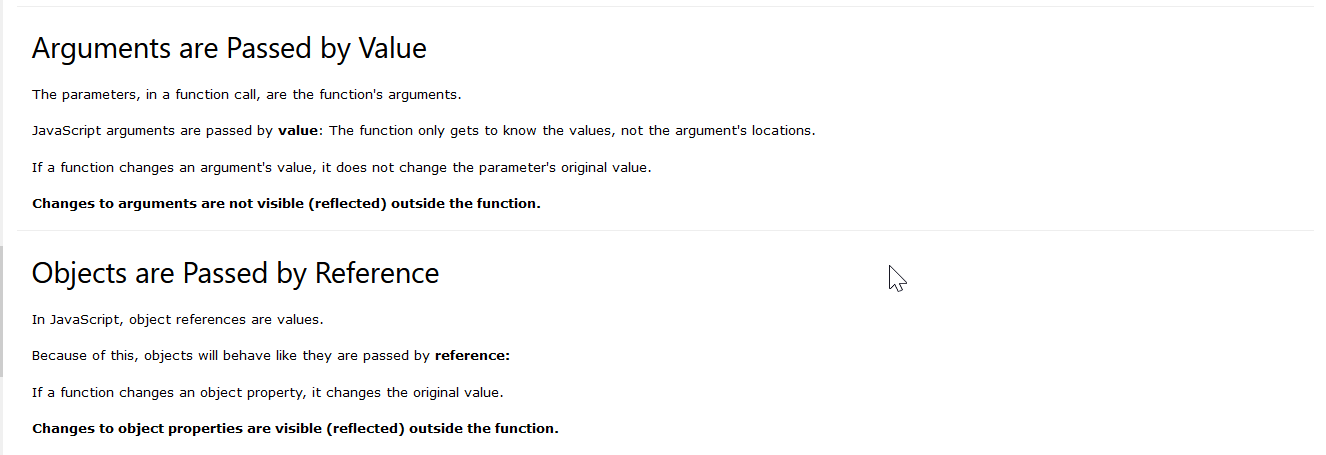 Arguments are Passed by Value
The parameters, in a function call, are the function's arguments.
JavaScript arguments are passed by value: The function only gets to know the values, not the argument's locations.
If a function changes an argument's value, it does not change the parameter's original value.
Changes to arguments are not visible (reflected) outside the function.
Objects are Passed by Reference
In JavaScript, object references are values.
Because of this, objects will behave like they are passed by reference:
If a function changes an object property, it changes the original value.
Changes to object properties are visible (reflected) outside the function.